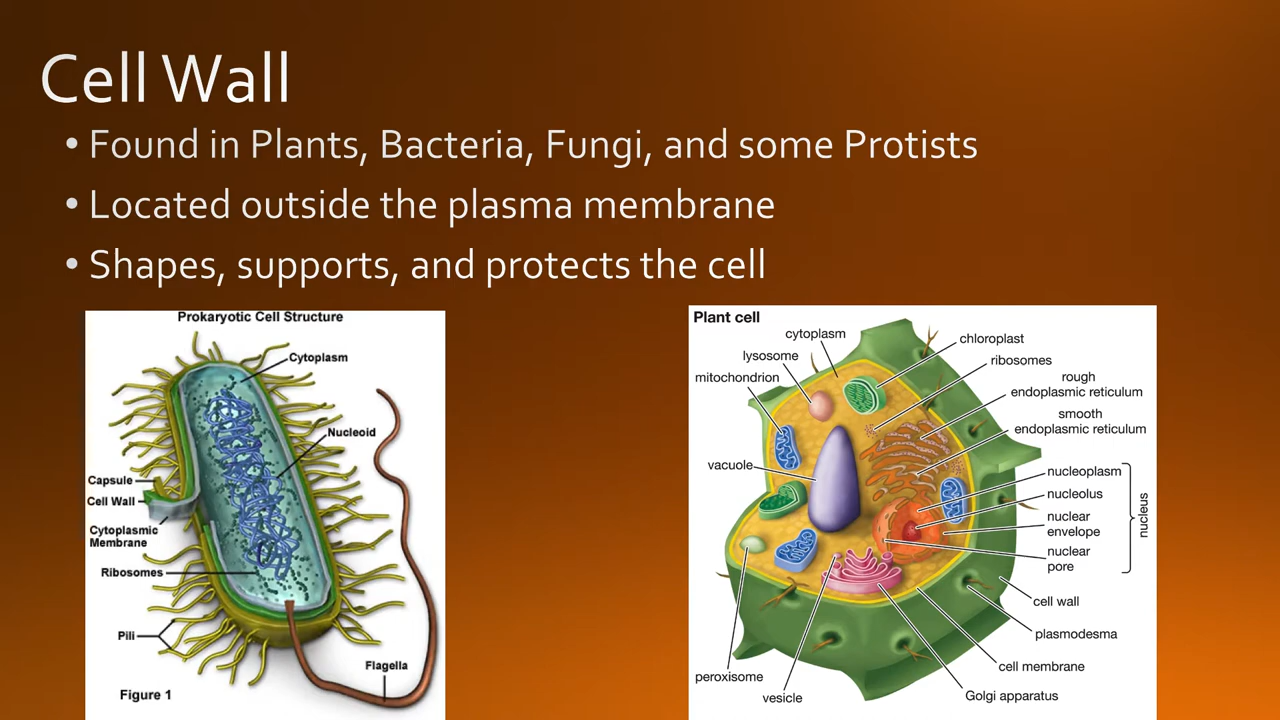 Cell Wall
• Found in Plants, Bacteria, Fungi, and some Protists
• Located outside the plasma membrane
• Shapes, supports, and protects the cell
Prokaryotic Cell Structure
Cytoplasm
Nucleoid
Capsule
Cell Wall
Cytoplasmic
Membrane
Ribosomes
Pili
Flagella
Figure 1
Plant cell
cytoplasm
lysosome
mitochondrion
vacuole
chloroplast
ribosomes
rough
endoplasmic reticulum
smooth
endoplasmic reticulum
nucleoplasm
nucleolus
nuclear
envelope
nuclear
pore
nucleus
cell wall
plasmodesma
cell membrane
Golgi apparatus
vesicle
peroxisome